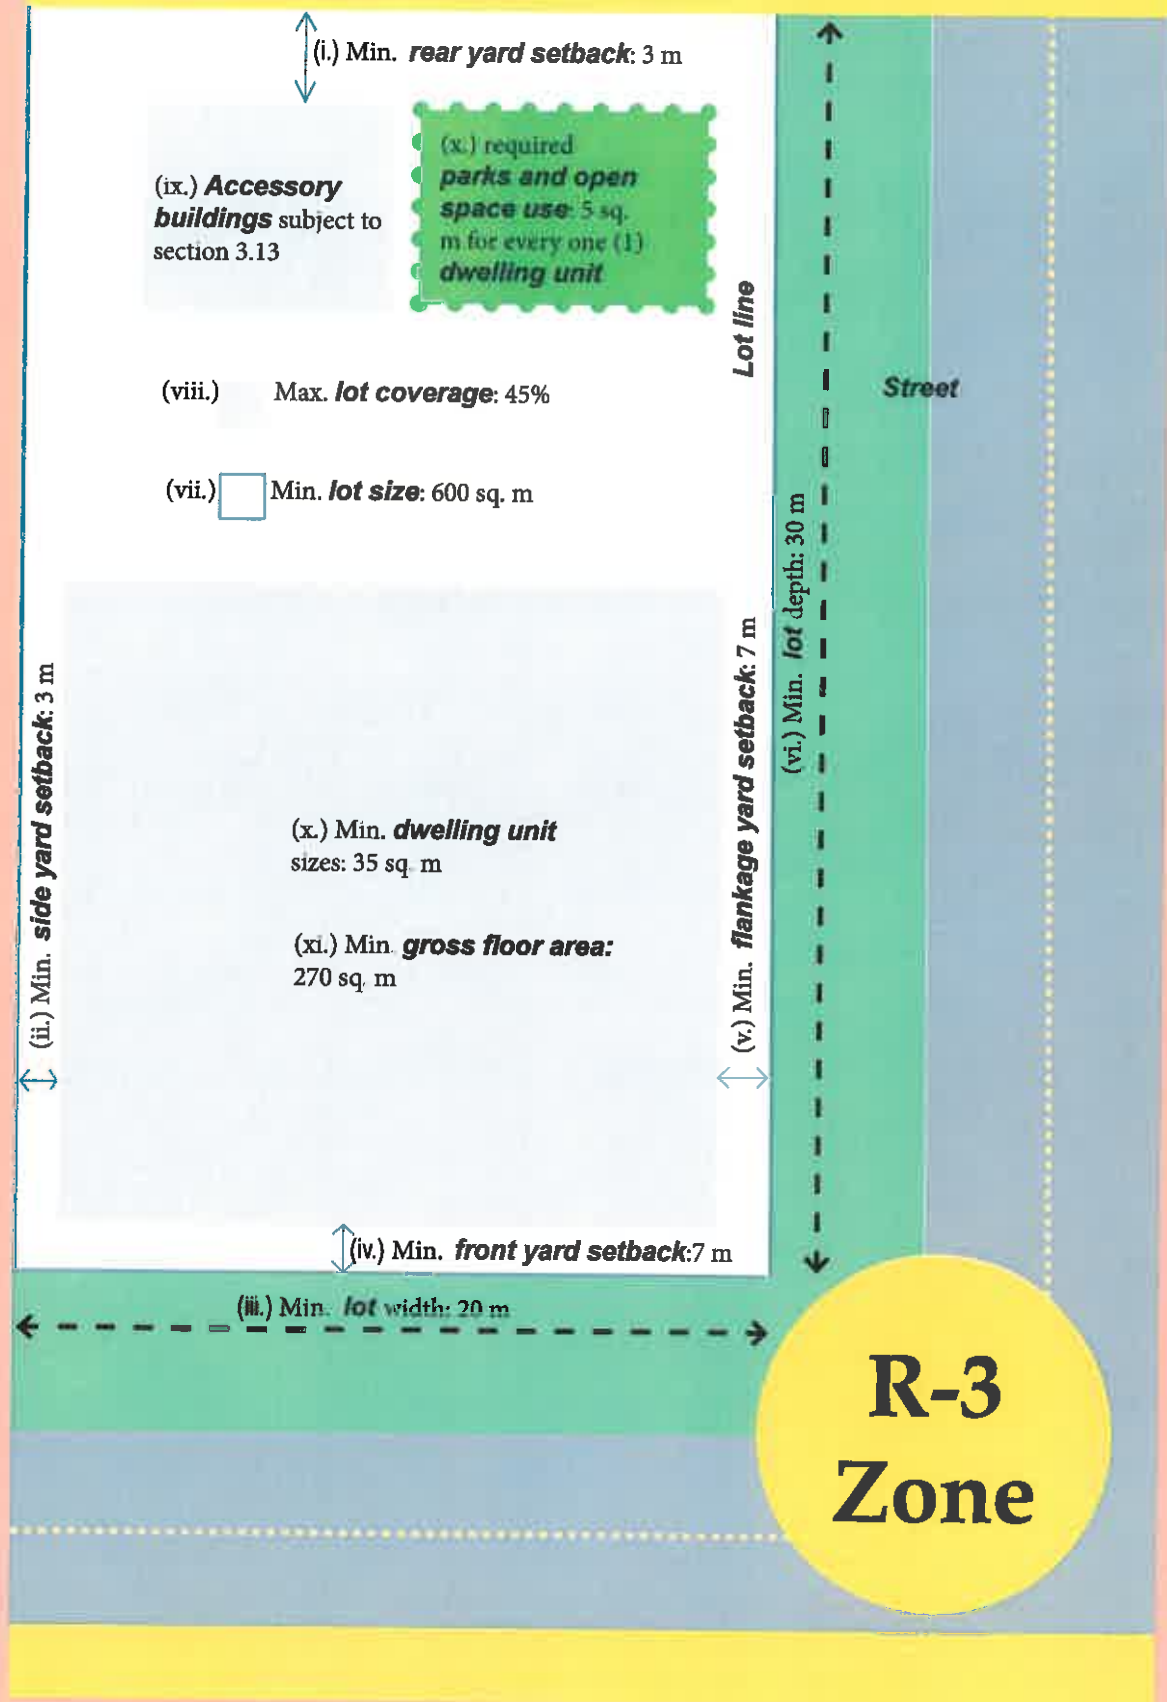 (i.) Min. rear yard setback: 3 m
(ix.) Accessory
buildings subject to
section 3.13
(x.) required
parks and open
space use: 5 sq.
m for every one (1)
dwelling unit
Lot line
Street
(viii.) Max. lot coverage: 45%
(vii.) Min. lot size: 600 sq. m
(vi.) Min. lot depth: 30 m
(ii.) Min. side yard setback: 3 m
(v.) Min. flankage yard setback: 7 m
(x.) Min. dwelling unit
sizes: 35 sq. m
(xi.) Min. gross floor area:
270 sq. m
(iv.) Min. front yard setback:7 m
(iii.) Min. lot width: 20 m
R-3
Zone